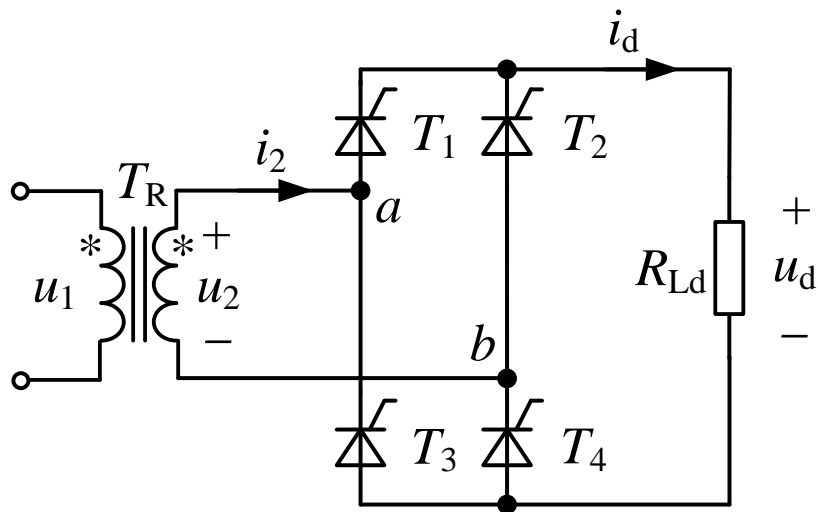 i_d
T_1 T_2
T_R i_2
a
* * +
+
u_1 u_2 R_Ld u_d
−
−
b
T_3 T_4